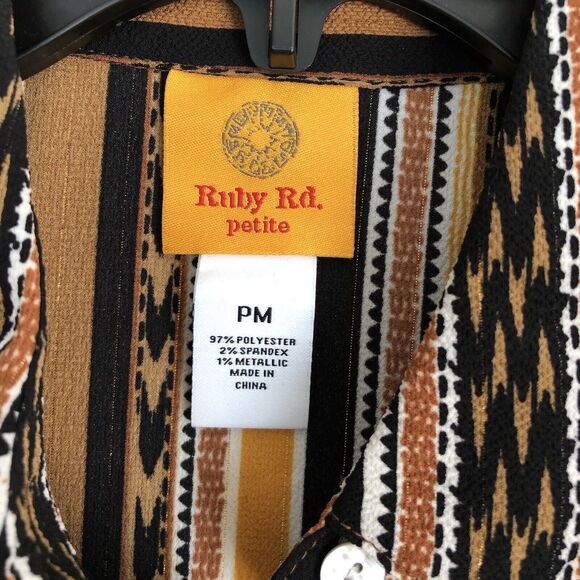 Ruby Rd.
petite
PM
97% POLYESTER
2% SPANDEX
1% METALLIC
MADE IN
CHINA